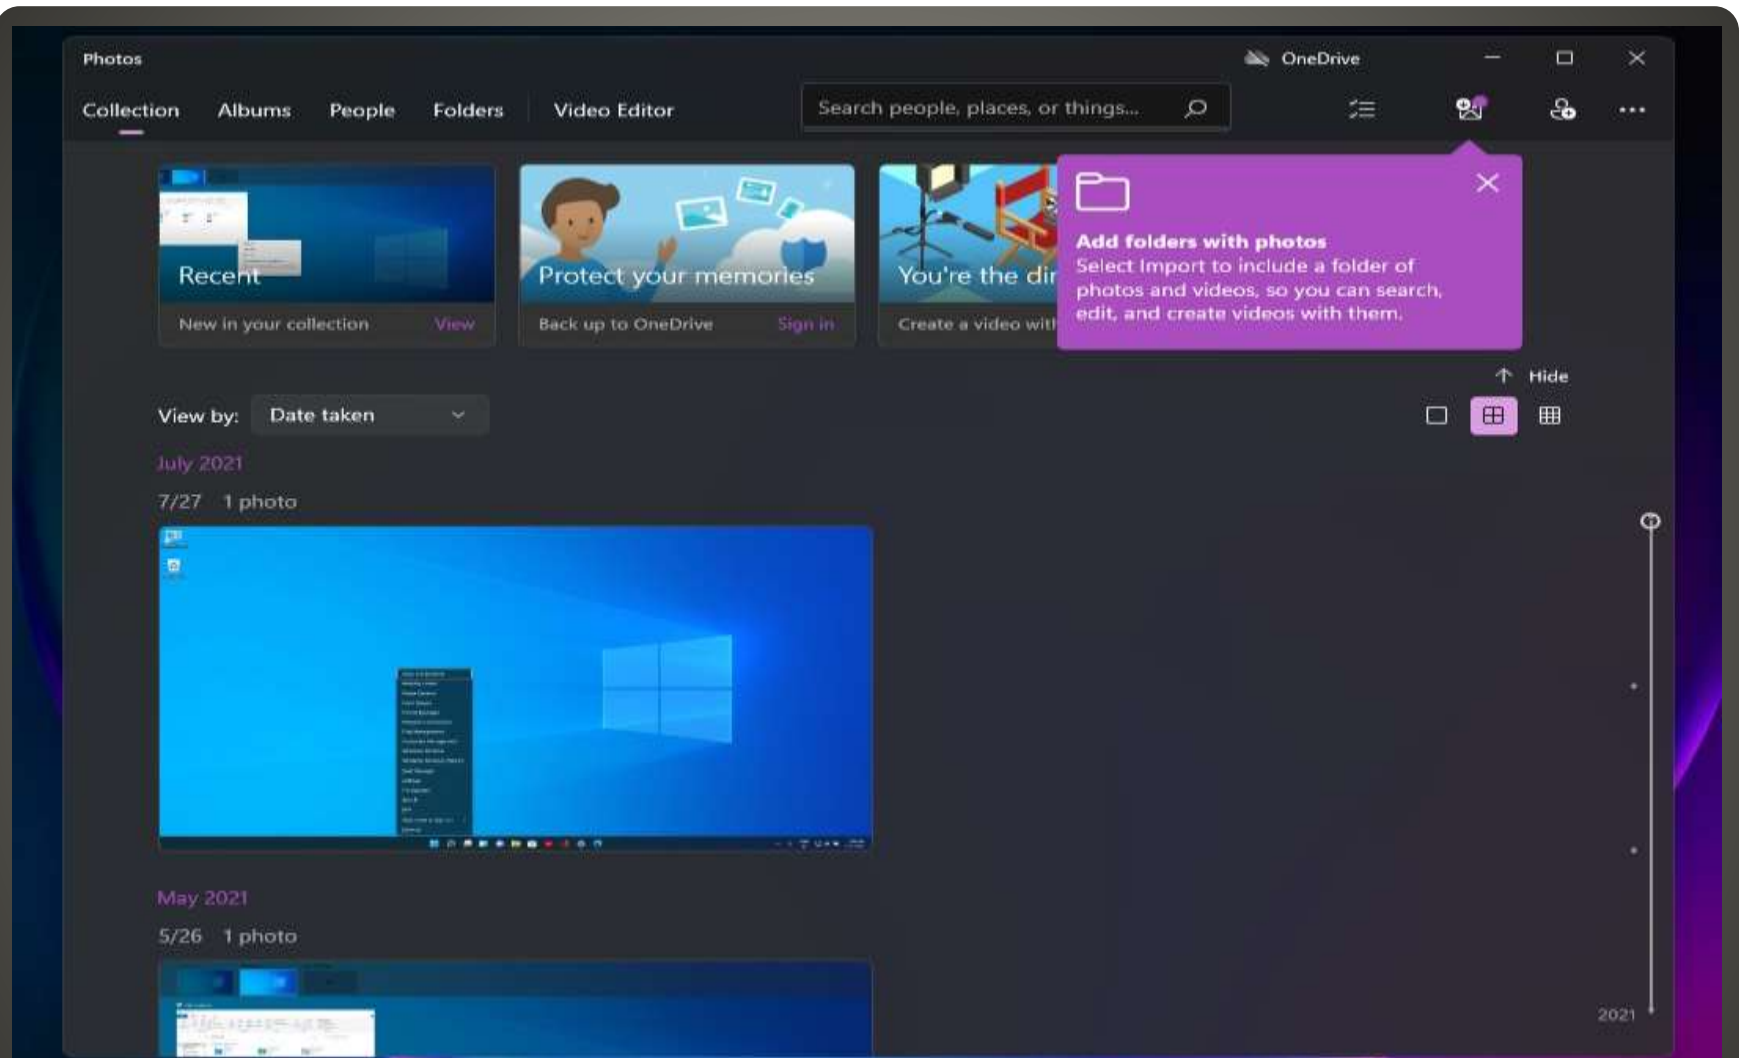 Photos
OneDrive
Collection Albums People Folders Video Editor
Search people, places, or things...
Recent
New in your collection View
Protect your memories
Back up to OneDrive Sign in
You're the dir
Create a video with
Add folders with photos
Select Import to include a folder of
photos and videos, so you can search,
edit, and create videos with them.
Hide
View by: Date taken
July 2021
7/27 1 photo
May 2021
5/26 1 photo
2021